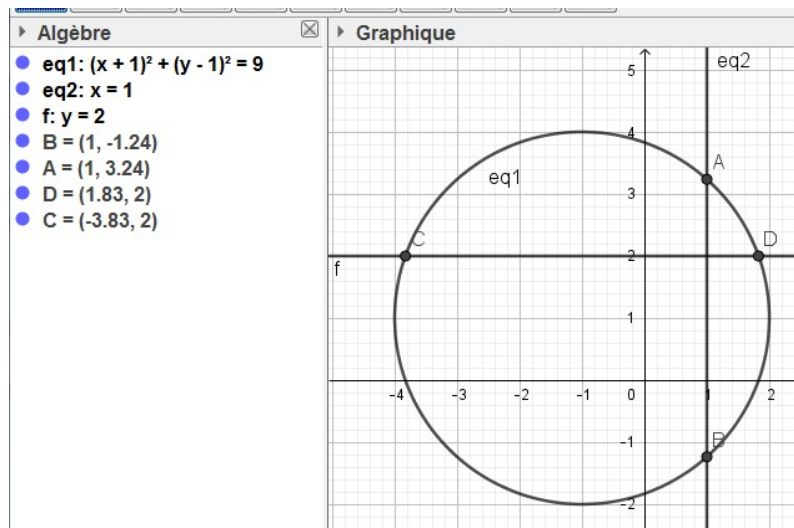 Algèbre
eq1: (x + 1)² + (y - 1)² = 9
eq2: x = 1
f: y = 2
B = (1, -1.24)
A = (1, 3.24)
D = (1.83, 2)
C = (-3.83, 2)
Graphique
eq2
5
4
A
eq1
3
C
D
2
f
1
-4 -3 -2 -1 0 1 2
-1
B
-2